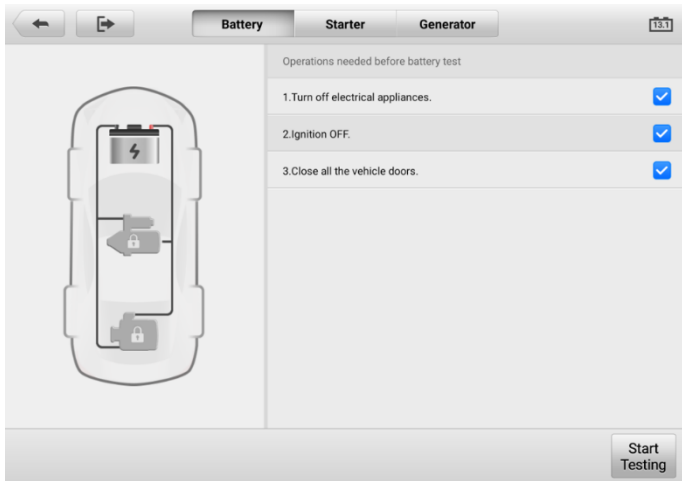 Battery Starter Generator
13.1
Operations needed before battery test
1.Turn off electrical appliances.
2.Ignition OFF.
3.Close all the vehicle doors.
Start
Testing